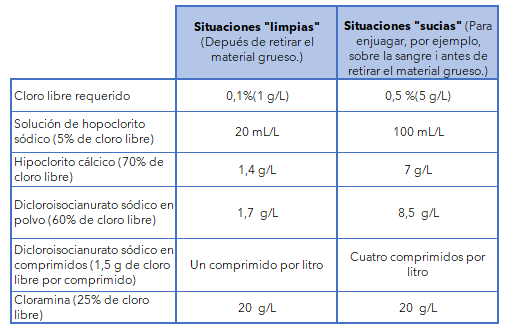 Situaciones "limpias"
(Depués de retirar el
material grueso.)
Situaciones "sucias" (Para
enjuagar, por ejemplo,
sobre la sangre i antes de
retirar el material grueso.)
Cloro libre requerido
0,1%(1 g/L)
0,5 %(5 g/L)
Solución de hopoclorito
sódico (5% de cloro libre)
20 mL/L
100 mL/L
Hipoclorito cálcico (70% de
cloro libre)
1,4 g/L
7 g/L
Dicloroisocianurato sódico en
polvo (60% de cloro libre)
1,7 g/L
8,5 g/L
Dicloroisocianurato sódico en
comprimidos (1,5 g de cloro
libre por comprimido)
Un comprimido por litro
Cuatro comprimidos por
litro
Cloramina (25% de cloro
libre)
20 g/L
20 g/L